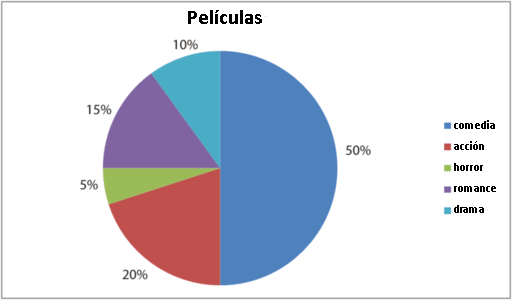 Películas
10%
15%
50%
5%
20%
comedia
acción
horror
romance
drama